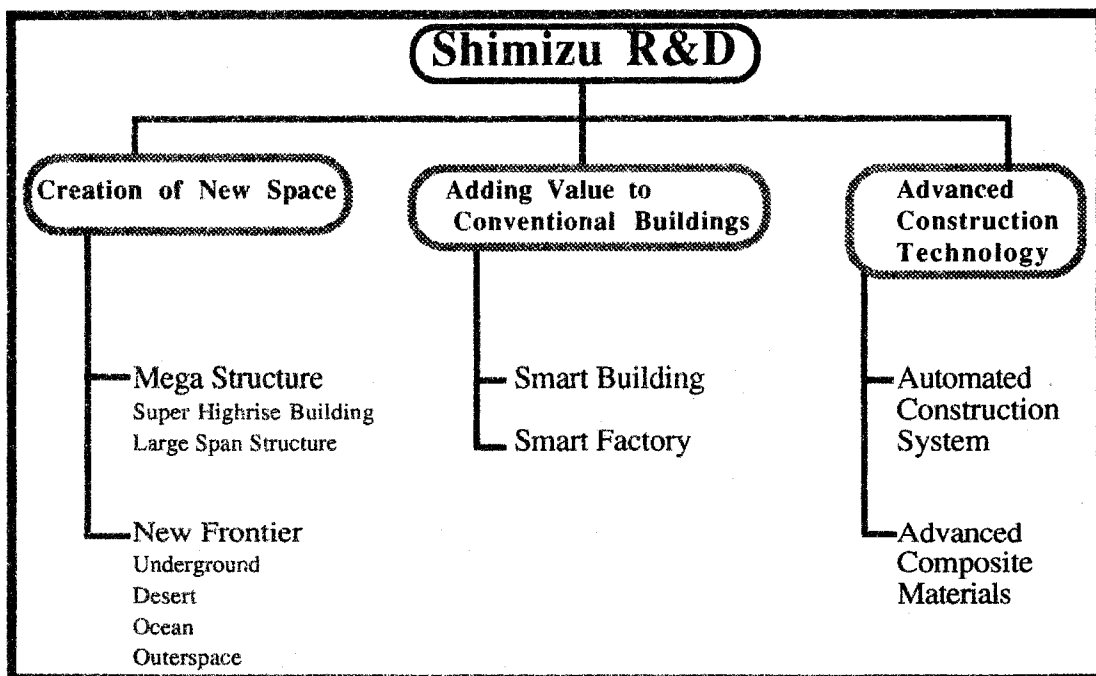 Shimizu R&D
Creation of New Space
Mega Structure
Super Highrise Building
Large Span Structure
New Frontier
Underground
Desert
Ocean
Outerspace
Adding Value to
Conventional Buildings
Smart Building
Smart Factory
Advanced
Construction
Technology
Automated
Construction
System
Advanced
Composite
Materials